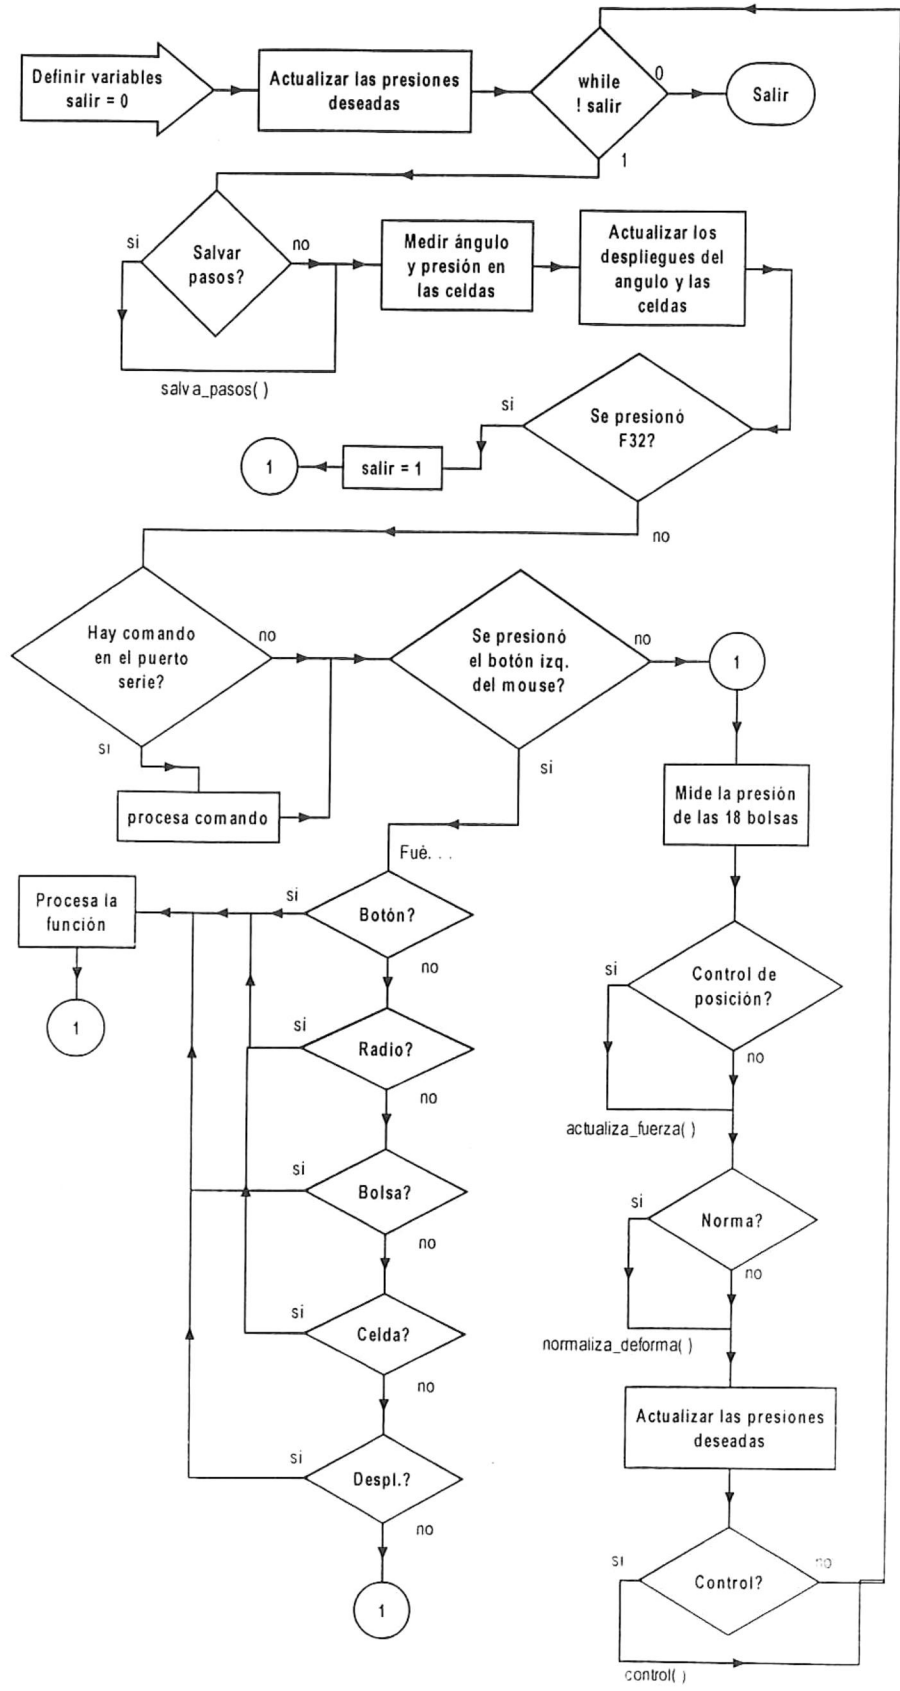 Definir variables
salir = 0
Actualizar las presiones
deseadas
while
! salir
0
Salir
1
si
Salvar
pasos?
no
salva_pasos( )
Medir ángulo
y presión en
las celdas
Actualizar los
despliegues del
angulo y las
celdas
si
Se presionó
F32?
1
salir = 1
no
Hay comando
en el puerto
serie?
no
si
procesa comando
Se presionó
el botón izq.
del mouse?
no
1
si
Mide la presión
de las 18 bolsas
Fué. . .
Procesa la
función
1
si
Botón?
no
si
Radio?
no
si
Bolsa?
no
si
Celda?
no
si
Despl.?
no
1
si
Control de
posición?
no
actualiza_fuerza( )
si
Norma?
no
normaliza_deforma( )
Actualizar las presiones
deseadas
si
Control?
no
control( )